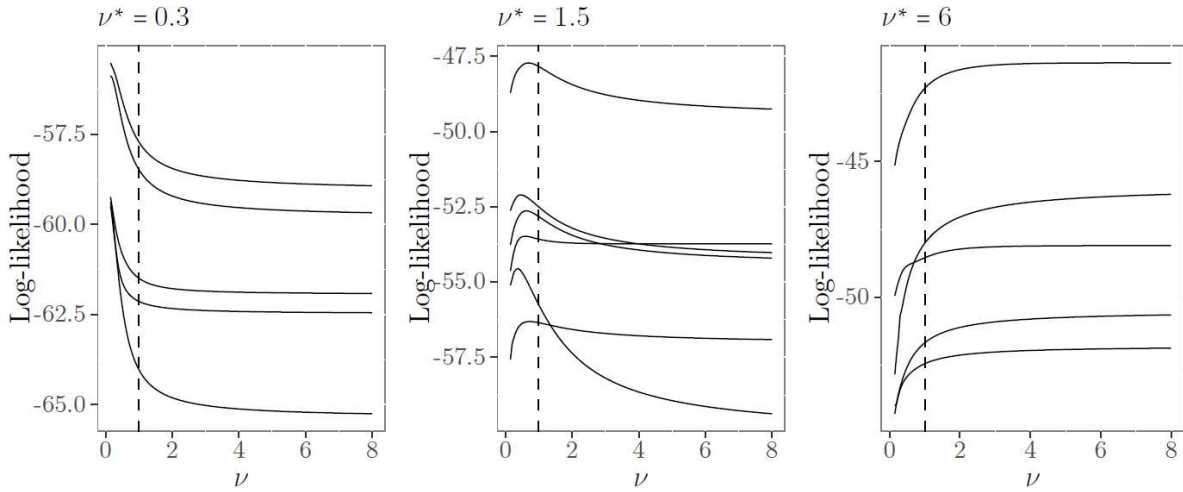 ν* = 0.3
Log-likelihood
-57.5
-60.0
-62.5
-65.0
0 2 4 6 8
ν
ν* = 1.5
Log-likelihood
-47.5
-50.0
-52.5
-55.0
-57.5
0 2 4 6 8
ν
ν* = 6
Log-likelihood
-45
-50
0 2 4 6 8
ν